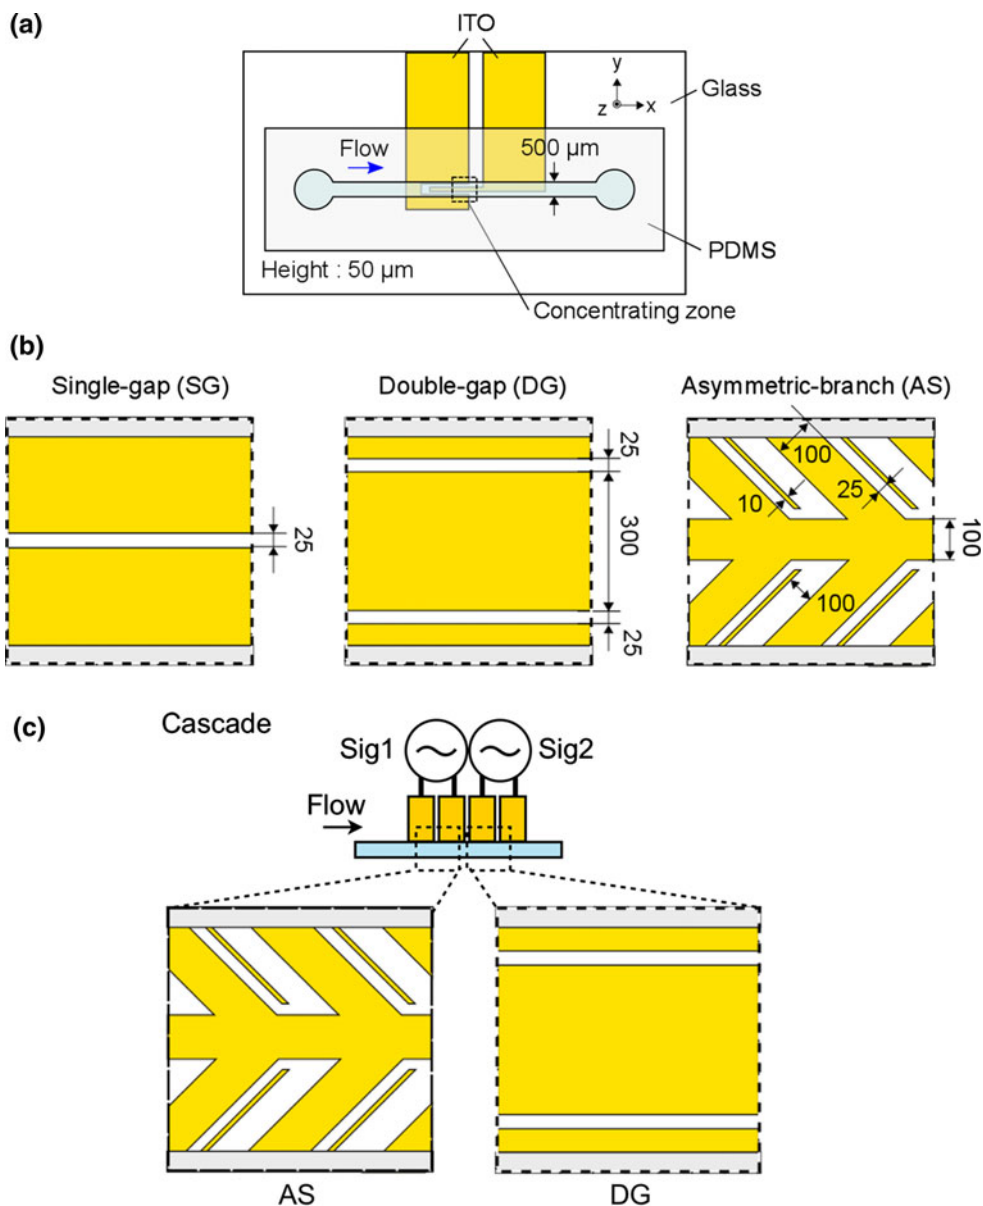 (a)
ITO
y
z
x
Glass
Flow
500 µm
PDMS
Height : 50 µm
Concentrating zone
(b)
Single-gap (SG)
Double-gap (DG)
Asymmetric-branch (AS)
25
25
300
25
100
10
25
100
100
(c)
Cascade
Sig1
Sig2
Flow
AS
DG